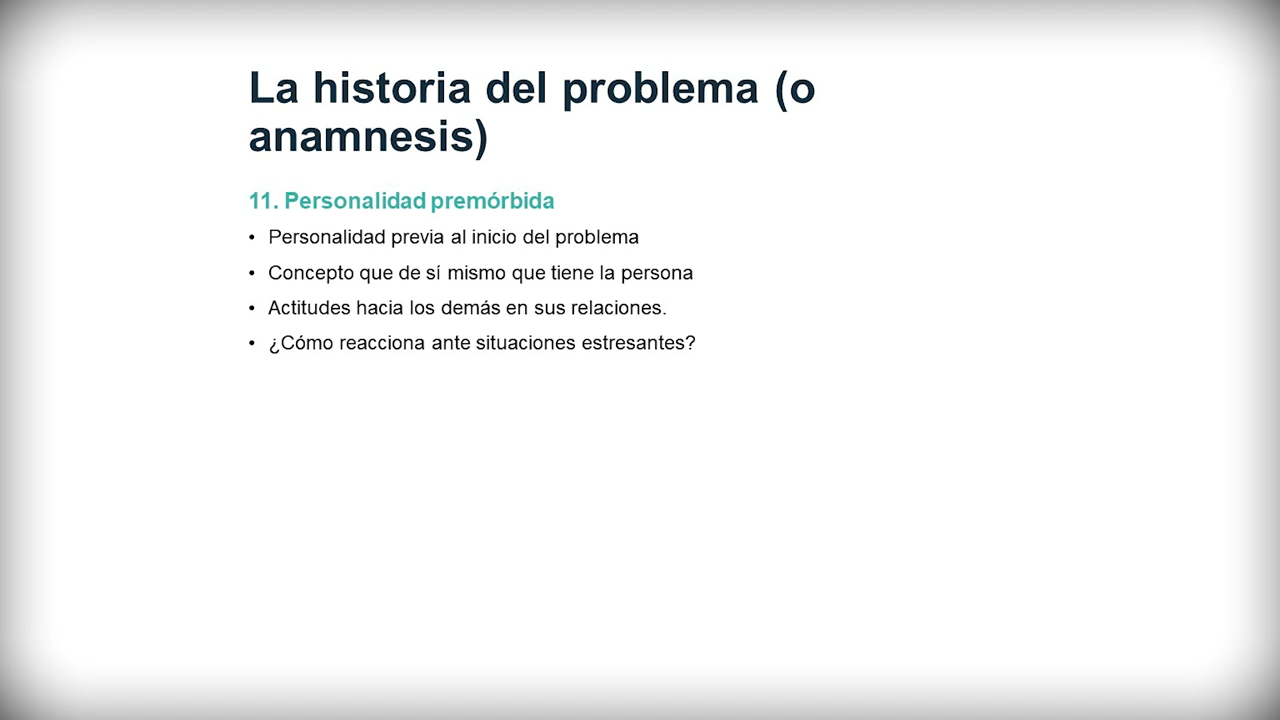 La historia del problema (o
anamnesis)
11. Personalidad premórbida
• Personalidad previa al inicio del problema
• Concepto que de sí mismo que tiene la persona
• Actitudes hacia los demás en sus relaciones.
• ¿Cómo reacciona ante situaciones estresantes?